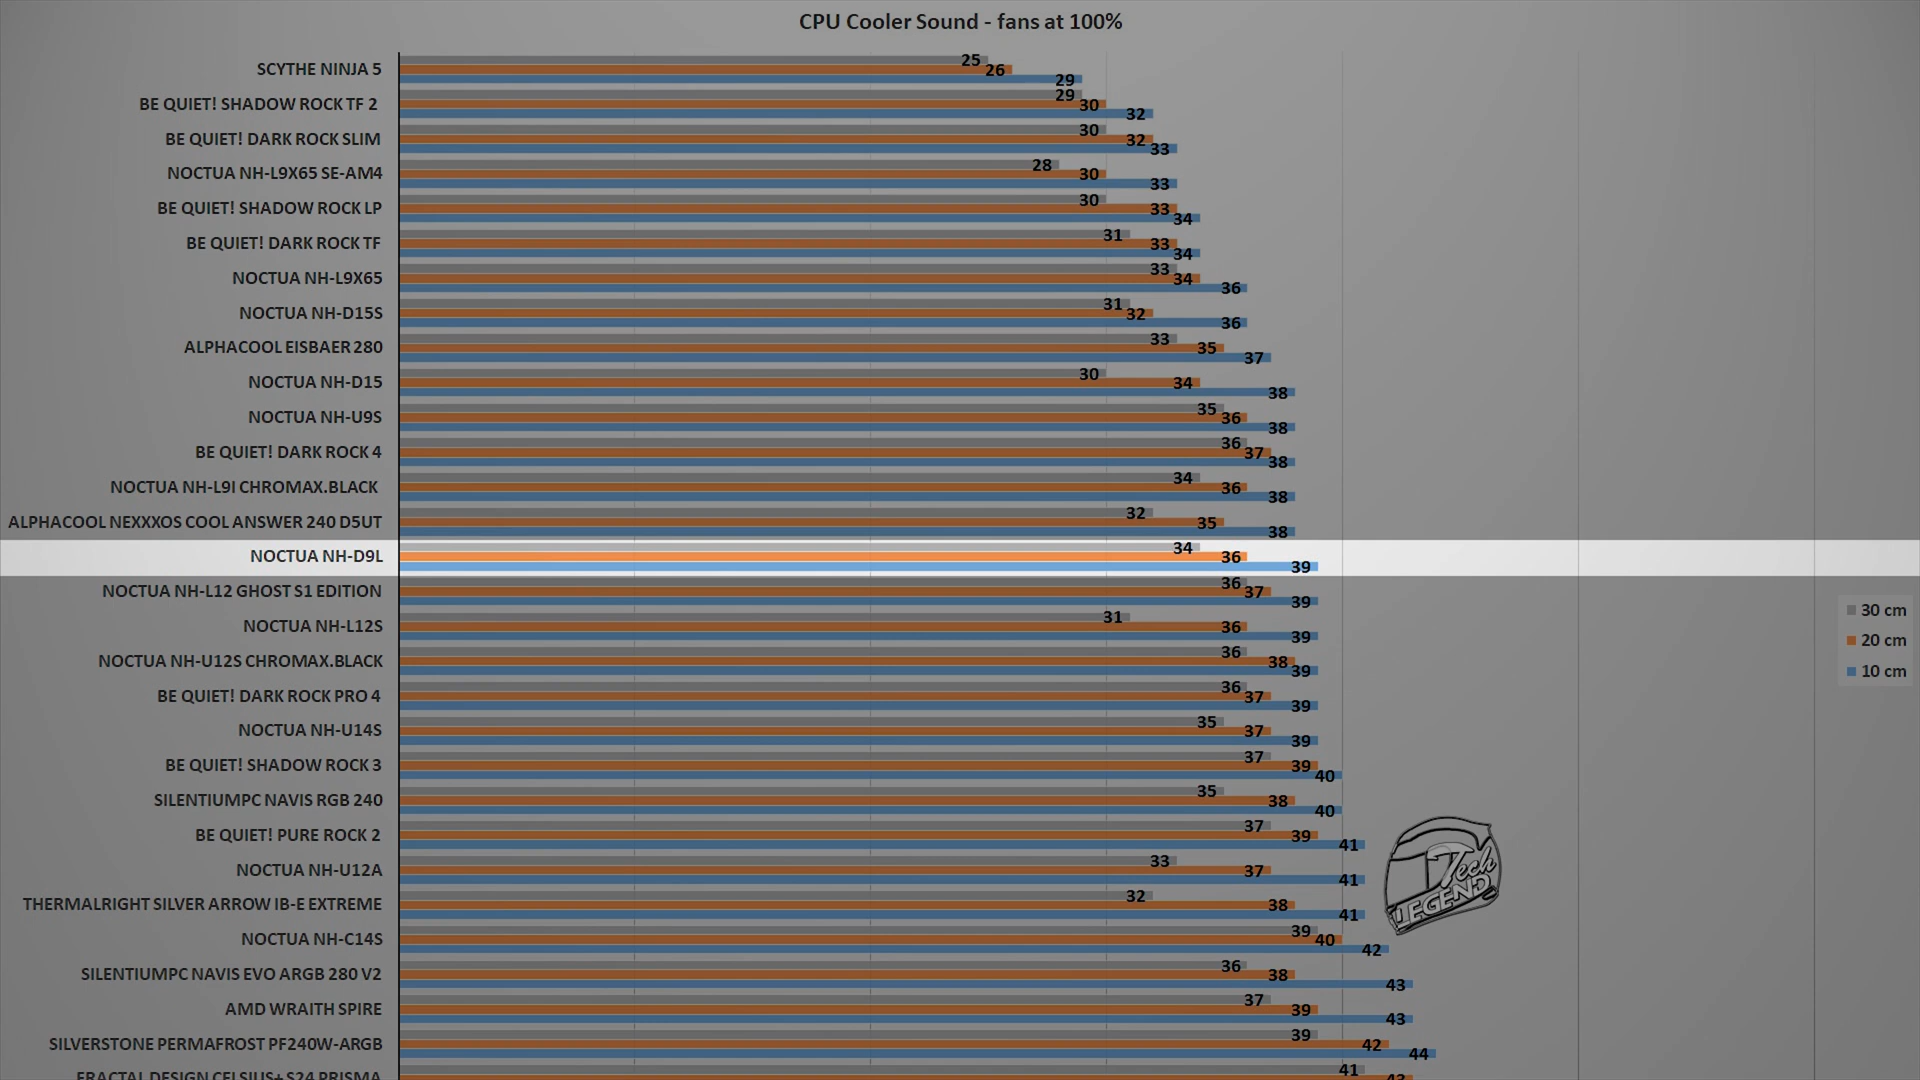 CPU Cooler Sound - fans at 100%
SCYTHE NINJA 5
25
26
29
BE QUIET! SHADOW ROCK TF 2
29
30
32
BE QUIET! DARK ROCK SLIM
30
32
33
NOCTUA NH-L9X65 SE-AM4
28
30
33
BE QUIET! SHADOW ROCK LP
30
33
34
BE QUIET! DARK ROCK TF
31
33
34
NOCTUA NH-L9X65
33
34
36
NOCTUA NH-D15S
31
32
36
ALPHACOOL EISBAER 280
33
35
37
NOCTUA NH-D15
30
34
38
NOCTUA NH-U9S
35
36
38
BE QUIET! DARK ROCK 4
36
37
38
NOCTUA NH-L9I CHROMAX.BLACK
34
36
38
ALPHACOOL NEXXXOS COOL ANSWER 240 D5UT
32
35
38
NOCTUA NH-D9L
34
36
39
NOCTUA NH-L12 GHOST S1 EDITION
36
37
39
NOCTUA NH-L12S
31
36
39
NOCTUA NH-U12S CHROMAX.BLACK
36
38
39
BE QUIET! DARK ROCK PRO 4
36
37
39
NOCTUA NH-U14S
35
37
39
BE QUIET! SHADOW ROCK 3
37
39
40
SILENTIUMPC NAVIS RGB 240
35
38
40
BE QUIET! PURE ROCK 2
37
39
41
NOCTUA NH-U12A
33
37
41
THERMALRIGHT SILVER ARROW IB-E EXTREME
32
38
41
NOCTUA NH-C14S
39
40
42
SILENTIUMPC NAVIS EVO ARGB 280 V2
36
38
43
AMD WRAITH SPIRE
37
39
43
SILVERSTONE PERMAFROST PF240W-ARGB
39
42
44
FRACTAL DESIGN CELSIUS+ S24 PRISMA
41
43
30 cm
20 cm
10 cm
Tech
LEGEND